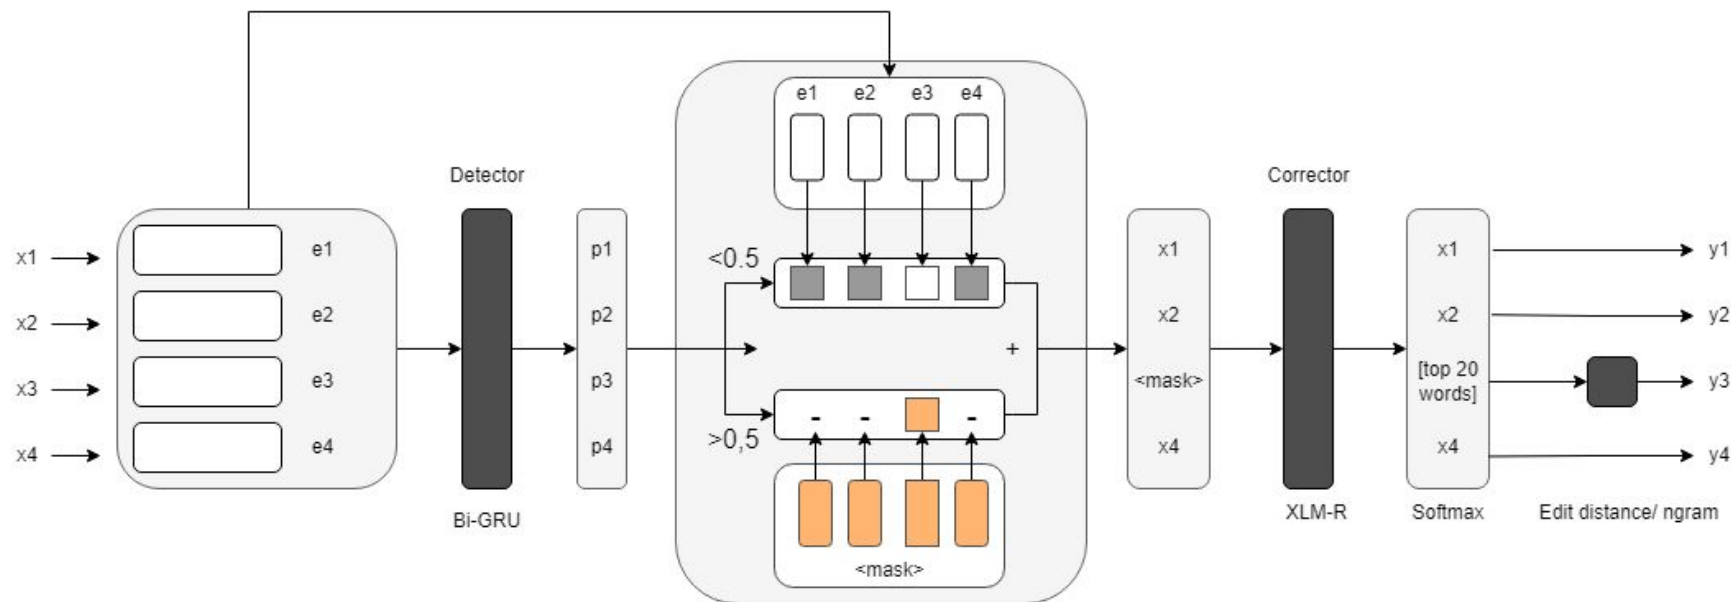 e1 e2 e3 e4
Detector
Corrector
x1
x2
x3
x4
e1
e2
e3
e4
Bi-GRU
p1
p2
p3
p4
<0.5
>0,5
+
- - -
<mask>
x1
x2
<mask>
x4
XLM-R
x1
x2
[top 20
words]
x4
Softmax
y1
y2
y3
y4
Edit distance/ ngram